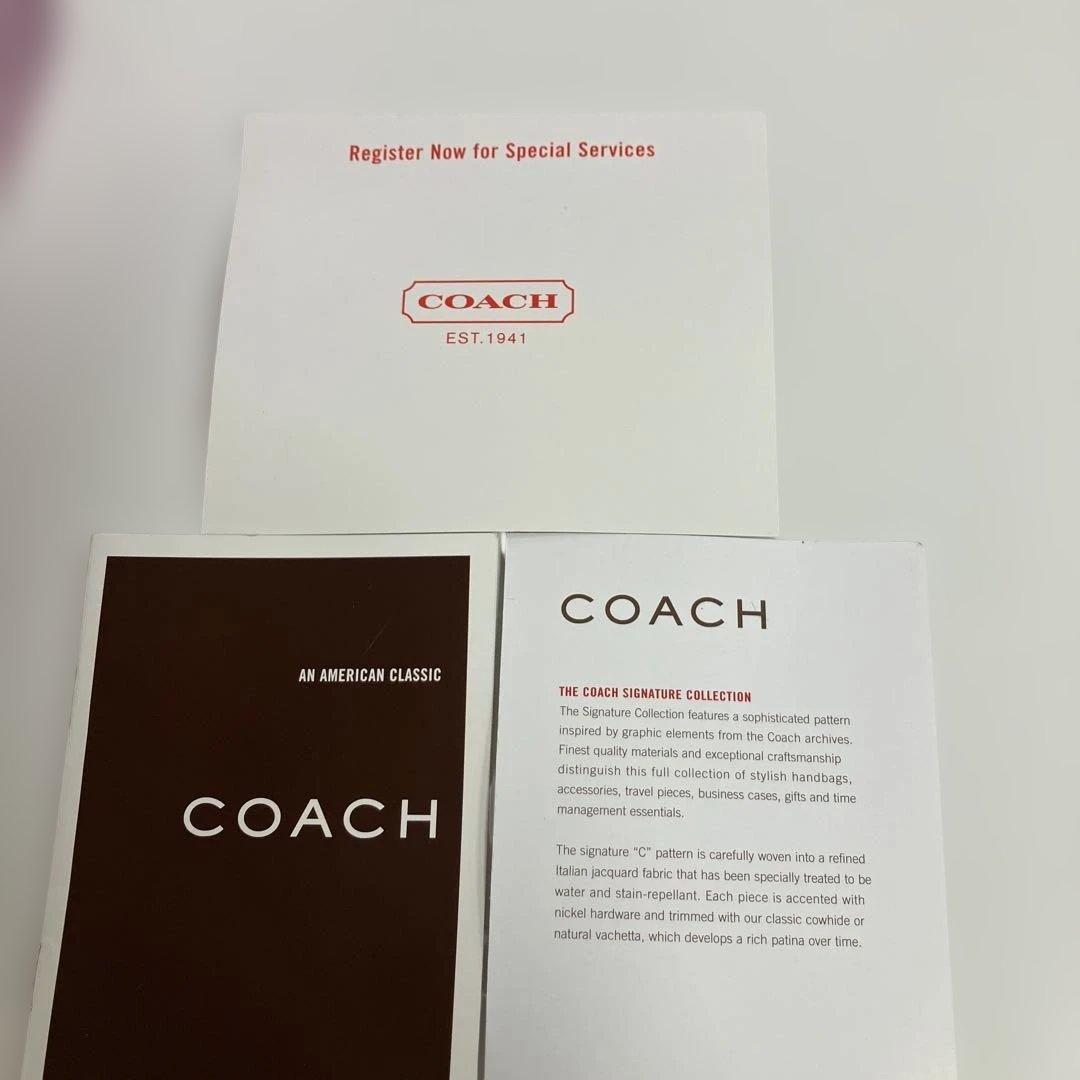 Register Now for Special Services
COACH
EST. 1941
AN AMERICAN CLASSIC
COACH
COACH
THE COACH SIGNATURE COLLECTION
The Signature Collection features a sophisticated pattern
inspired by graphic elements from the Coach archives.
Finest quality materials and exceptional craftsmanship
distinguish this full collection of stylish handbags,
accessories, travel pieces, business cases, gifts and time
management essentials.
The signature “C” pattern is carefully woven into a refined
Italian jacquard fabric that has been specially treated to be
water and stain-repellant. Each piece is accented with
nickel hardware and trimmed with our classic cowhide or
natural vachetta, which develops a rich patina over time.